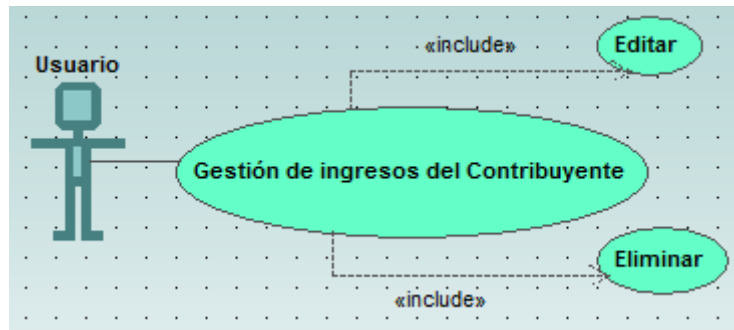 «include»
Editar
Usuario
Gestión de ingresos del Contribuyente
Eliminar
«include»